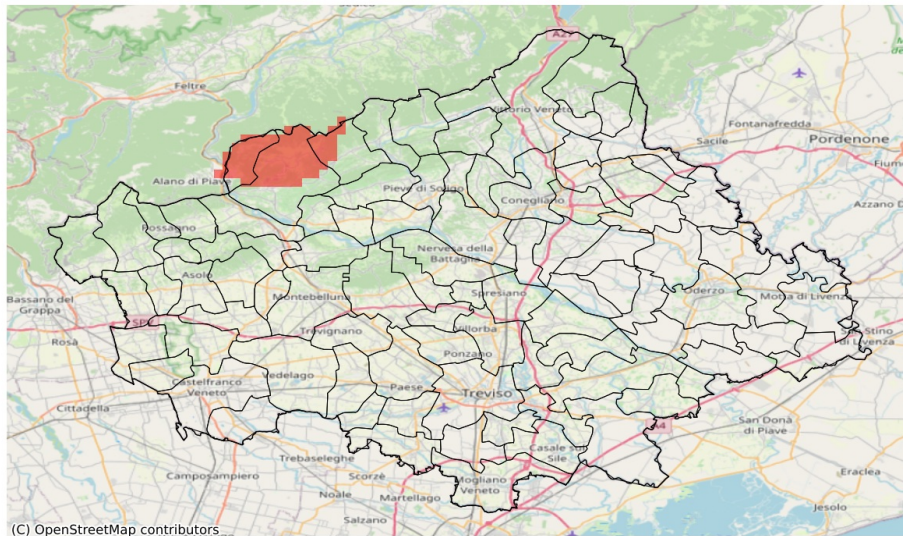 A27
Feltre
Vittorio Veneto
Fontanafredda
Pordenone
Sacile
Alano di Piave
Pieve di Soligo
Conegliano
Azzano D
Possagno
Nervesa della
Battaglia
Asolo
Bassano del
Grappa
Montebelluna
Spresiano
Oderzo
Motta di Livenza
Rosà
Trevignano
Villorba
San Stino
di Livenza
Ponzano
Castelfranco
Veneto
Vedelago
Paese
Treviso
Cittadella
A4
San Donà
di Piave
Trebaseleghe
Casale sul
Sile
Camposampiero
Scorzé
Mogliano
Veneto
Eraclea
Noale
Martellago
Jesolo
Salzano
(C) OpenStreetMap contributors